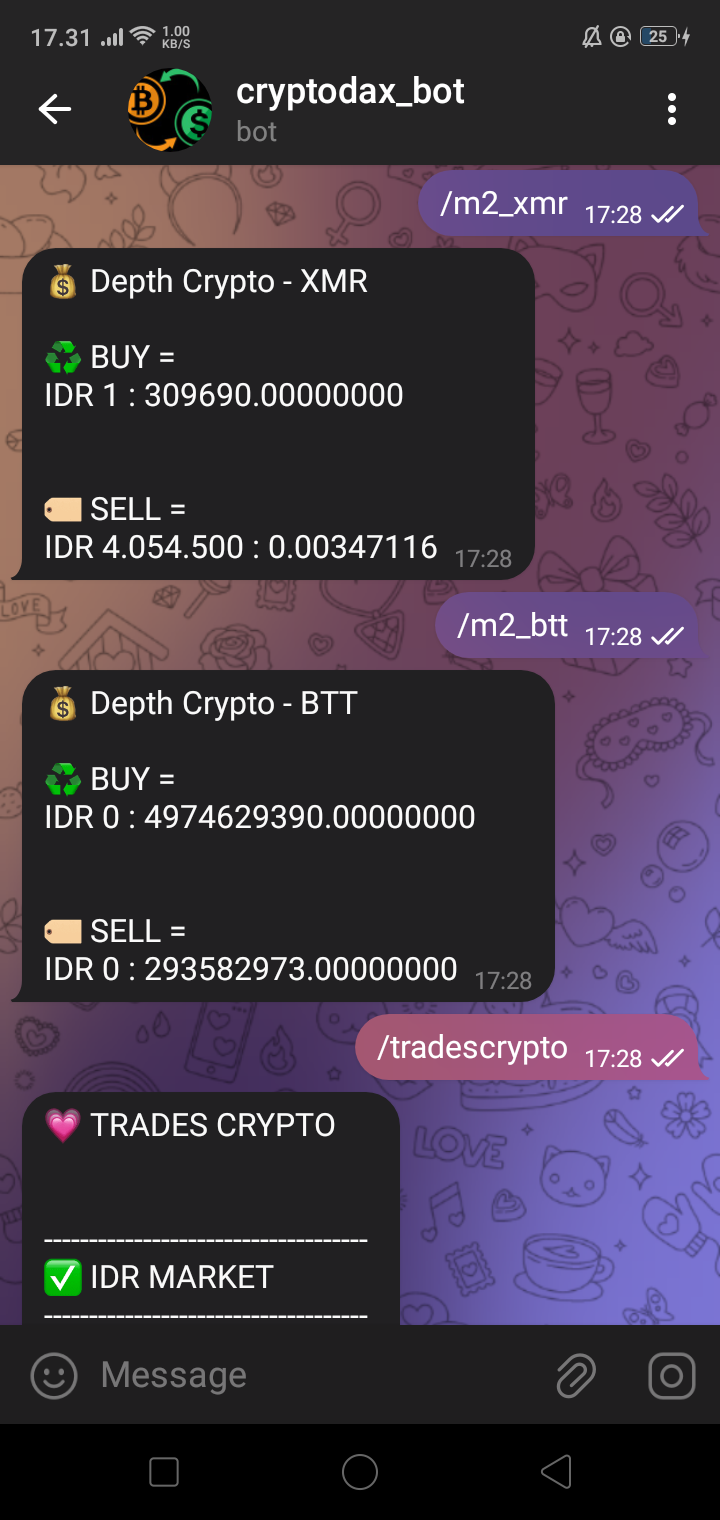 17.31 1.00 KB/S 25
cryptodax_bot
bot
/m2_xmr 17:28
💰 Depth Crypto - XMR
♻️ BUY =
IDR 1 : 309690.00000000
🏷️ SELL =
IDR 4.054.500 : 0.00347116 17:28
/m2_btt 17:28
💰 Depth Crypto - BTT
♻️ BUY =
IDR 0 : 4974629390.00000000
🏷️ SELL =
IDR 0 : 293582973.00000000 17:28
/tradescrypto 17:28
💗 TRADES CRYPTO
------------------------------------
✅ IDR MARKET
------------------------------------
LOVE
LOVE
Message